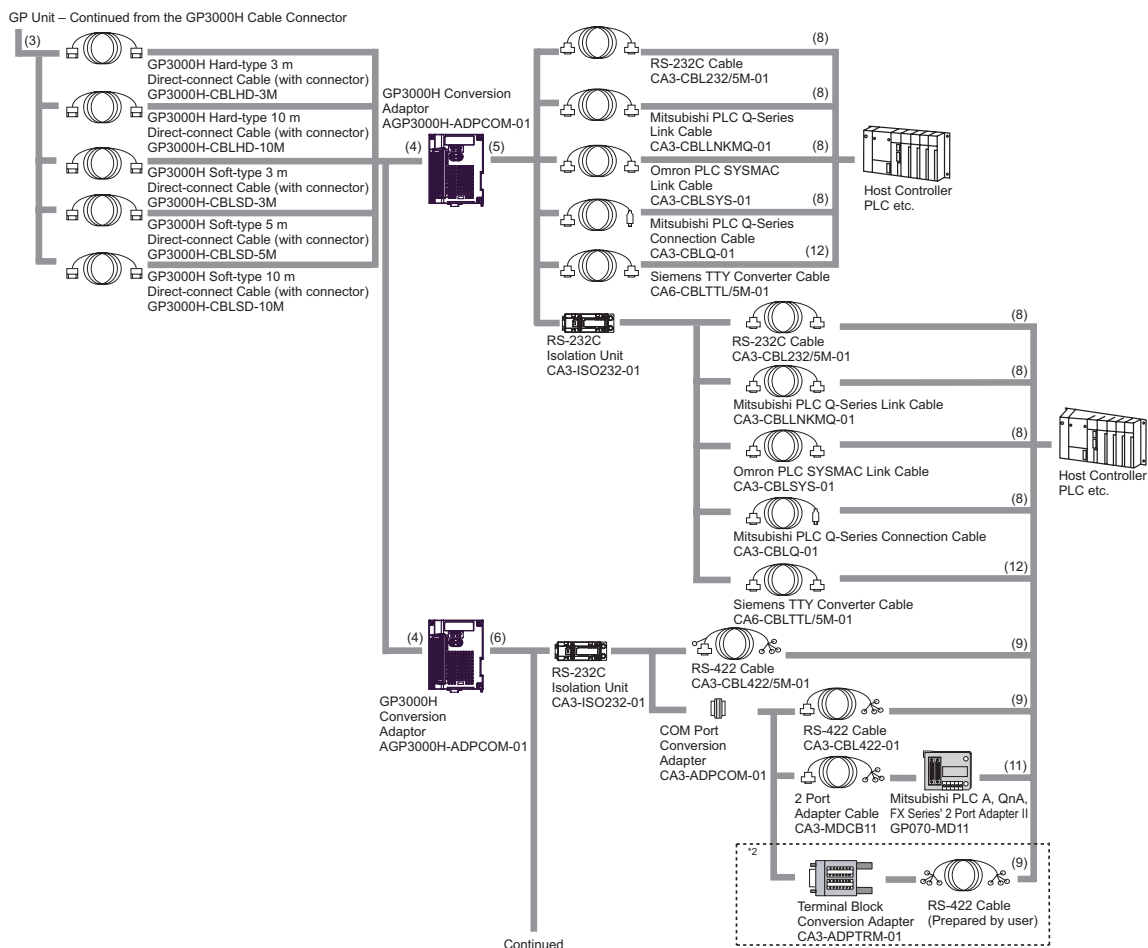 GP Unit – Continued from the GP3000H Cable Connector
(3)
GP3000H Hard-type 3 m
Direct-connect Cable (with connector)
GP3000H-CBLHD-3M
GP3000H Hard-type 10 m
Direct-connect Cable (with connector)
GP3000H-CBLHD-10M
GP3000H Soft-type 3 m
Direct-connect Cable (with connector)
GP3000H-CBLSD-3M
GP3000H Soft-type 5 m
Direct-connect Cable (with connector)
GP3000H-CBLSD-5M
GP3000H Soft-type 10 m
Direct-connect Cable (with connector)
GP3000H-CBLSD-10M
GP3000H Conversion
Adaptor
AGP3000H-ADPCOM-01
(4)
(5)
(8)
RS-232C Cable
CA3-CBL232/5M-01
(8)
Mitsubishi PLC Q-Series
Link Cable
CA3-CBLLNKMQ-01
(8)
Omron PLC SYSMAC
Link Cable
CA3-CBLSYS-01
(8)
Mitsubishi PLC Q-Series
Connection Cable
CA3-CBLQ-01
(12)
Siemens TTY Converter Cable
CA6-CBLTTL/5M-01
Host Controller
PLC etc.
RS-232C
Isolation Unit
CA3-ISO232-01
(8)
RS-232C Cable
CA3-CBL232/5M-01
(8)
Mitsubishi PLC Q-Series Link Cable
CA3-CBLLNKMQ-01
(8)
Omron PLC SYSMAC Link Cable
CA3-CBLSYS-01
(8)
Mitsubishi PLC Q-Series Connection Cable
CA3-CBLQ-01
(12)
Siemens TTY Converter Cable
CA6-CBLTTL/5M-01
Host Controller
PLC etc.
(4)
(6)
GP3000H
Conversion
Adaptor
AGP3000H-ADPCOM-01
RS-232C
Isolation Unit
CA3-ISO232-01
(9)
RS-422 Cable
CA3-CBL422/5M-01
COM Port
Conversion
Adapter
CA3-ADPCOM-01
(9)
RS-422 Cable
CA3-CBL422-01
2 Port
Adapter Cable
CA3-MDCB11
(11)
Mitsubishi PLC A, QnA,
FX Series' 2 Port Adapter II
GP070-MD11
*2
Terminal Block
Conversion Adapter
CA3-ADPTRM-01
(9)
RS-422 Cable
(Prepared by user)
Continued